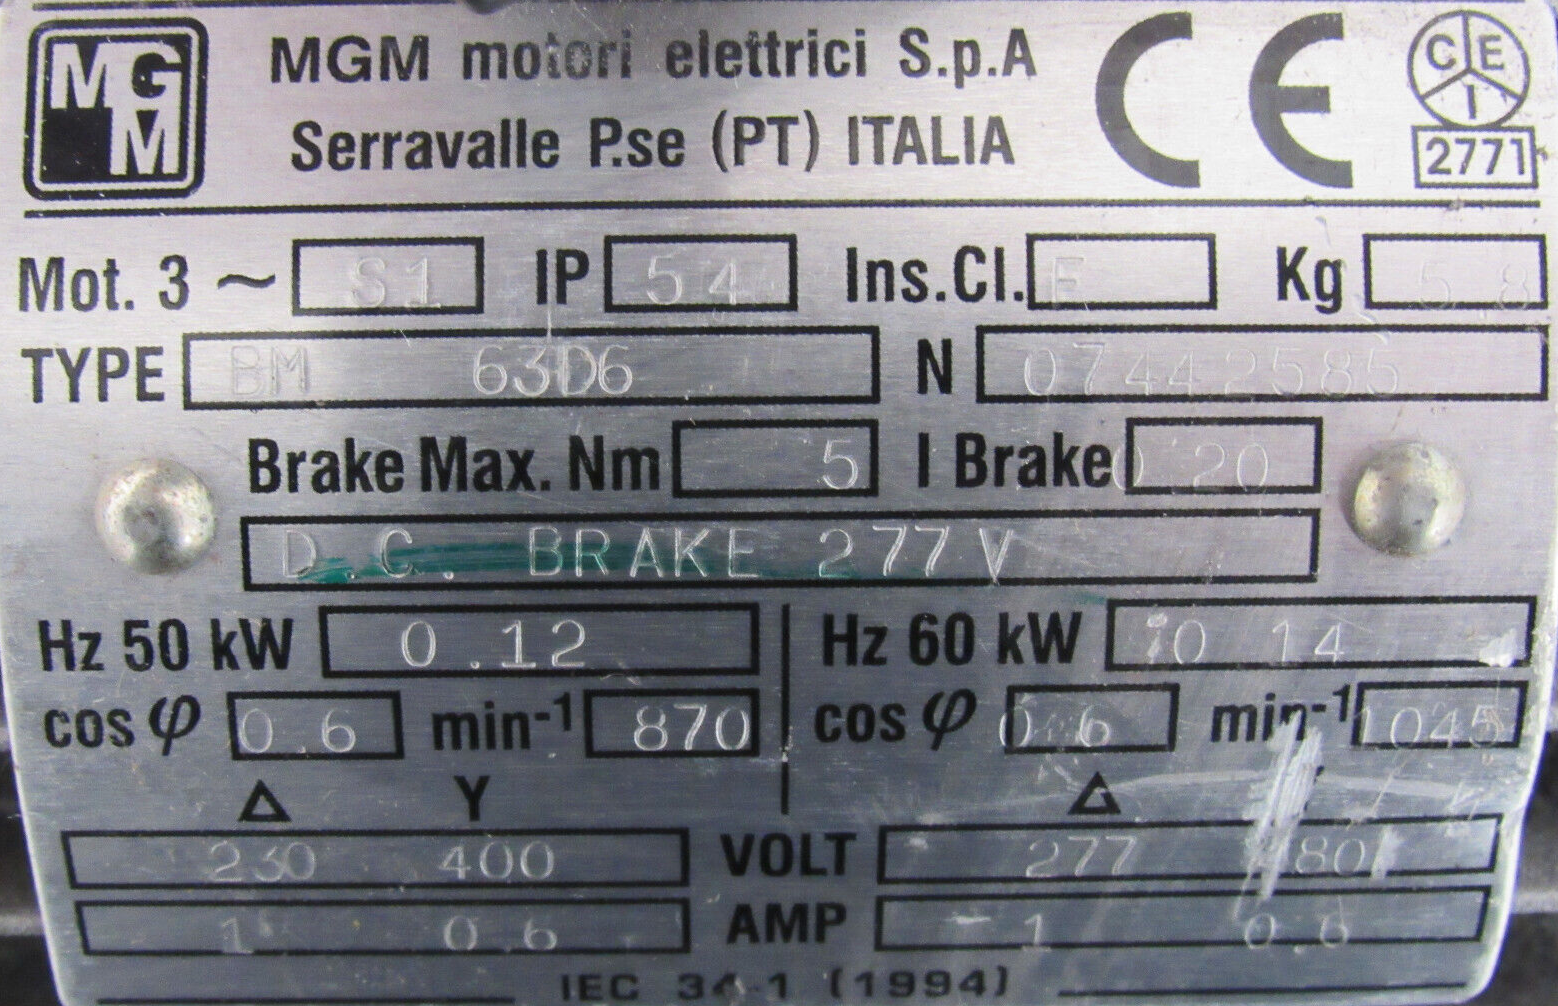 MGM
MGM motori elettrici S.p.A
Serravalle P.se (PT) ITALIA
CE
CEI
2771
Mot. 3 ~ S1 IP 54 Ins.Cl. F Kg 5.8
TYPE BM 63D6 N 07442585
Brake Max. Nm 5 I Brake 0 20
D.C. BRAKE 277 V
Hz 50 kW 0.12 Hz 60 kW 0 14
cos φ 0.6 min-1 870 cos φ 0.6 min-1 1045
Δ Y Δ
230 400 VOLT 277 80
1 0.6 AMP 1 0.6
IEC 34-1 (1994)